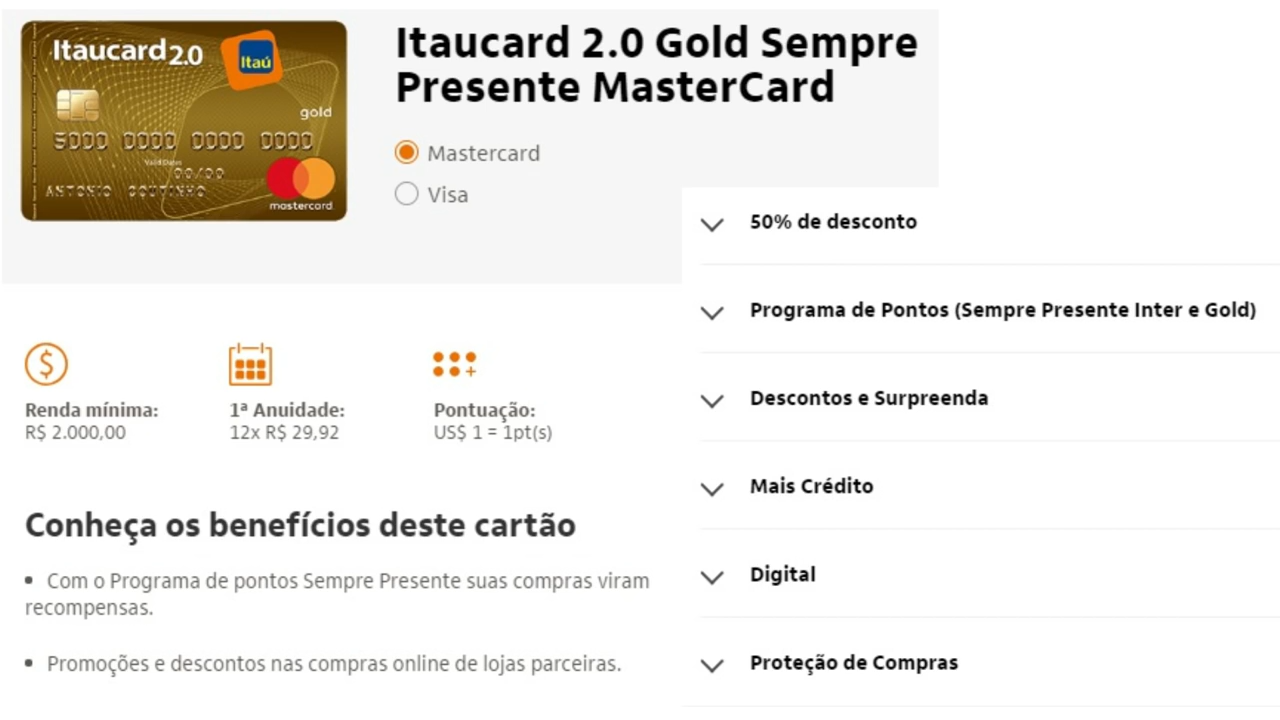 Itaucard 2.0
Itaú
gold
5000 0000 0000 0000
Valid Dates
00/00
ANTONIO COUTINHO
mastercard
Itaucard 2.0 Gold Sempre
Presente MasterCard
Mastercard
Visa
Renda mínima:
R$ 2.000,00
1ª Anuidade:
12x R$ 29,92
Pontuação:
US$ 1 = 1pt(s)
Conheça os benefícios deste cartão
• Com o Programa de pontos Sempre Presente suas compras viram
recompensas.
• Promoções e descontos nas compras online de lojas parceiras.
50% de desconto
Programa de Pontos (Sempre Presente Inter e Gold)
Descontos e Surpreenda
Mais Crédito
Digital
Proteção de Compras